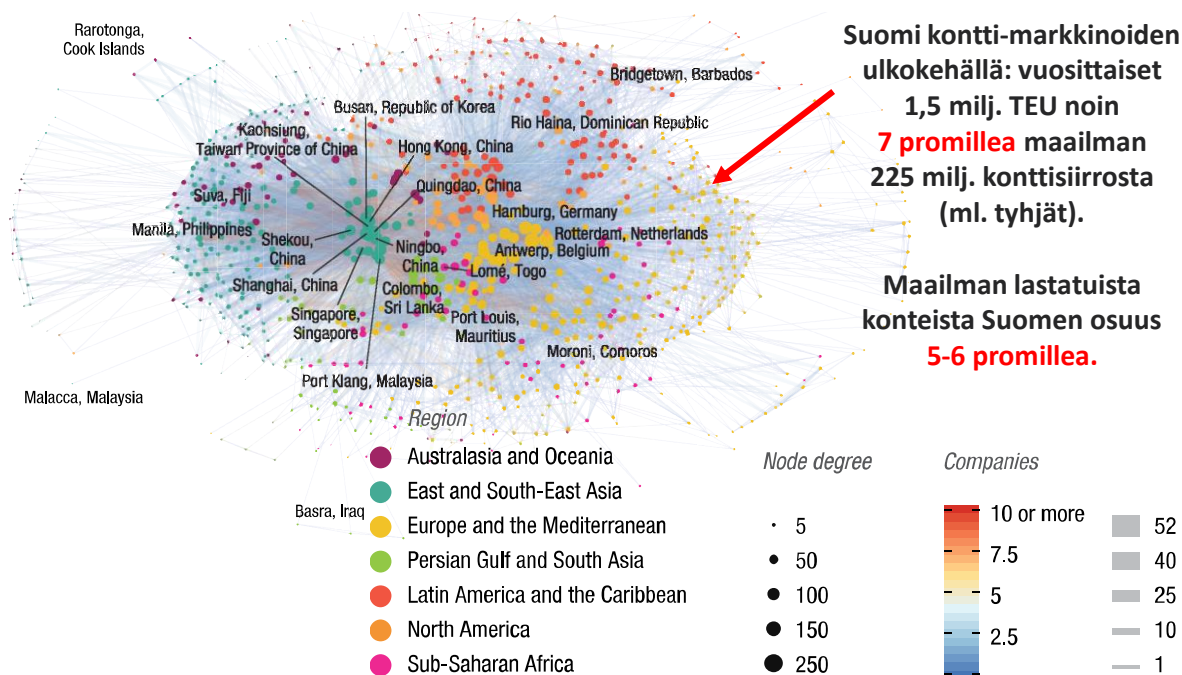 Rarotonga,
Cook Islands
Bridgetown, Barbados
Busan, Republic of Korea
Rio Haina, Dominican Republic
Kaohsiung,
Taiwan Province of China
Hong Kong, China
Quingdao, China
Suva, Fiji
Hamburg, Germany
Manila, Philippines
Rotterdam, Netherlands
Shekou,
China
Ningbo,
China
Antwerp, Belgium
Lomé, Togo
Shanghai, China
Colombo,
Sri Lanka
Singapore,
Singapore
Port Louis,
Mauritius
Moroni, Comoros
Port Klang, Malaysia
Malacca, Malaysia
Basra, Iraq
Suomi kontti-markkinoiden
ulkokehällä: vuosittaiset
1,5 milj. TEU noin
7 promillea maailman
225 milj. konttisiirrosta
(ml. tyhjät).
Maailman lastatuista
konteista Suomen osuus
5-6 promillea.
Region
Australasia and Oceania
East and South-East Asia
Europe and the Mediterranean
Persian Gulf and South Asia
Latin America and the Caribbean
North America
Sub-Saharan Africa
Node degree
5
50
100
150
250
Companies
10 or more
7.5
5
2.5
52
40
25
10
1